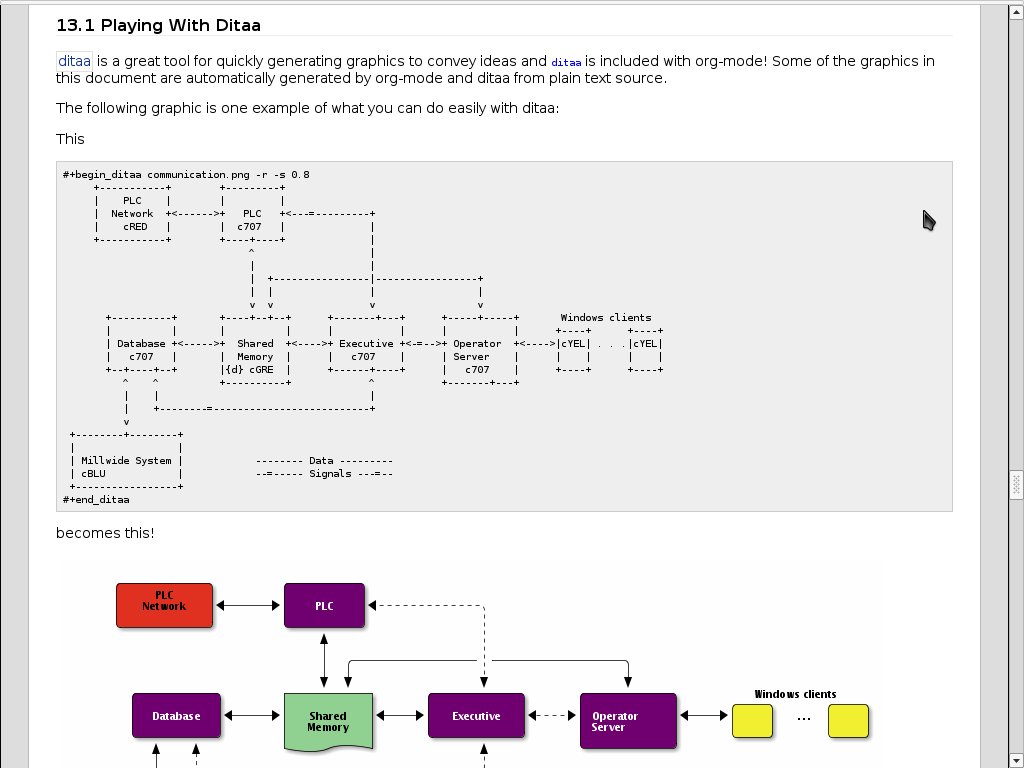 13.1 Playing With Ditaa
ditaa is a great tool for quickly generating graphics to convey ideas and ditaa is included with org-mode! Some of the graphics in
this document are automatically generated by org-mode and ditaa from plain text source.
The following graphic is one example of what you can do easily with ditaa:
This
#+begin_ditaa communication.png -r -s 0.8
    +-----------+        +---------+
    |    PLC    |        |         |
    |  Network  +<------>+   PLC   +<---=---------+
    |    cRED   |        |  c707   |              |
    +-----------+        +----+----+              |
                              ^                   |
                              |                   |
                              |  +----------------|-----------------+
                              |  |                |                 |
                              v  v                v                 v
      +----------+       +----+--+--+      +-------+---+      +-----+-----+       Windows clients
      |          |       |          |      |           |      |           |      +----+      +----+
      | Database +<----->+  Shared  +<---->+ Executive +<-=-->+ Operator  +<---->|cYEL| . . .|cYEL|
      |   c707   |       |  Memory  |      |   c707    |      | Server    |      |    |      |    |
      +--+----+--+       |{d} cGRE  |      +------+----+      |   c707    |      +----+      +----+
         ^    ^          +----------+             ^           +-------+---+
         |    |                                   |
         |    +--------=--------------------------+
         v
+--------+--------+
|                 |
| Millwide System |            -------- Data ---------
| cBLU            |            --=----- Signals ---=--
+-----------------+
#+end_ditaa
becomes this!
PLC
Network
PLC
Windows clients
Database
Shared
Memory
Executive
Operator
Server
...